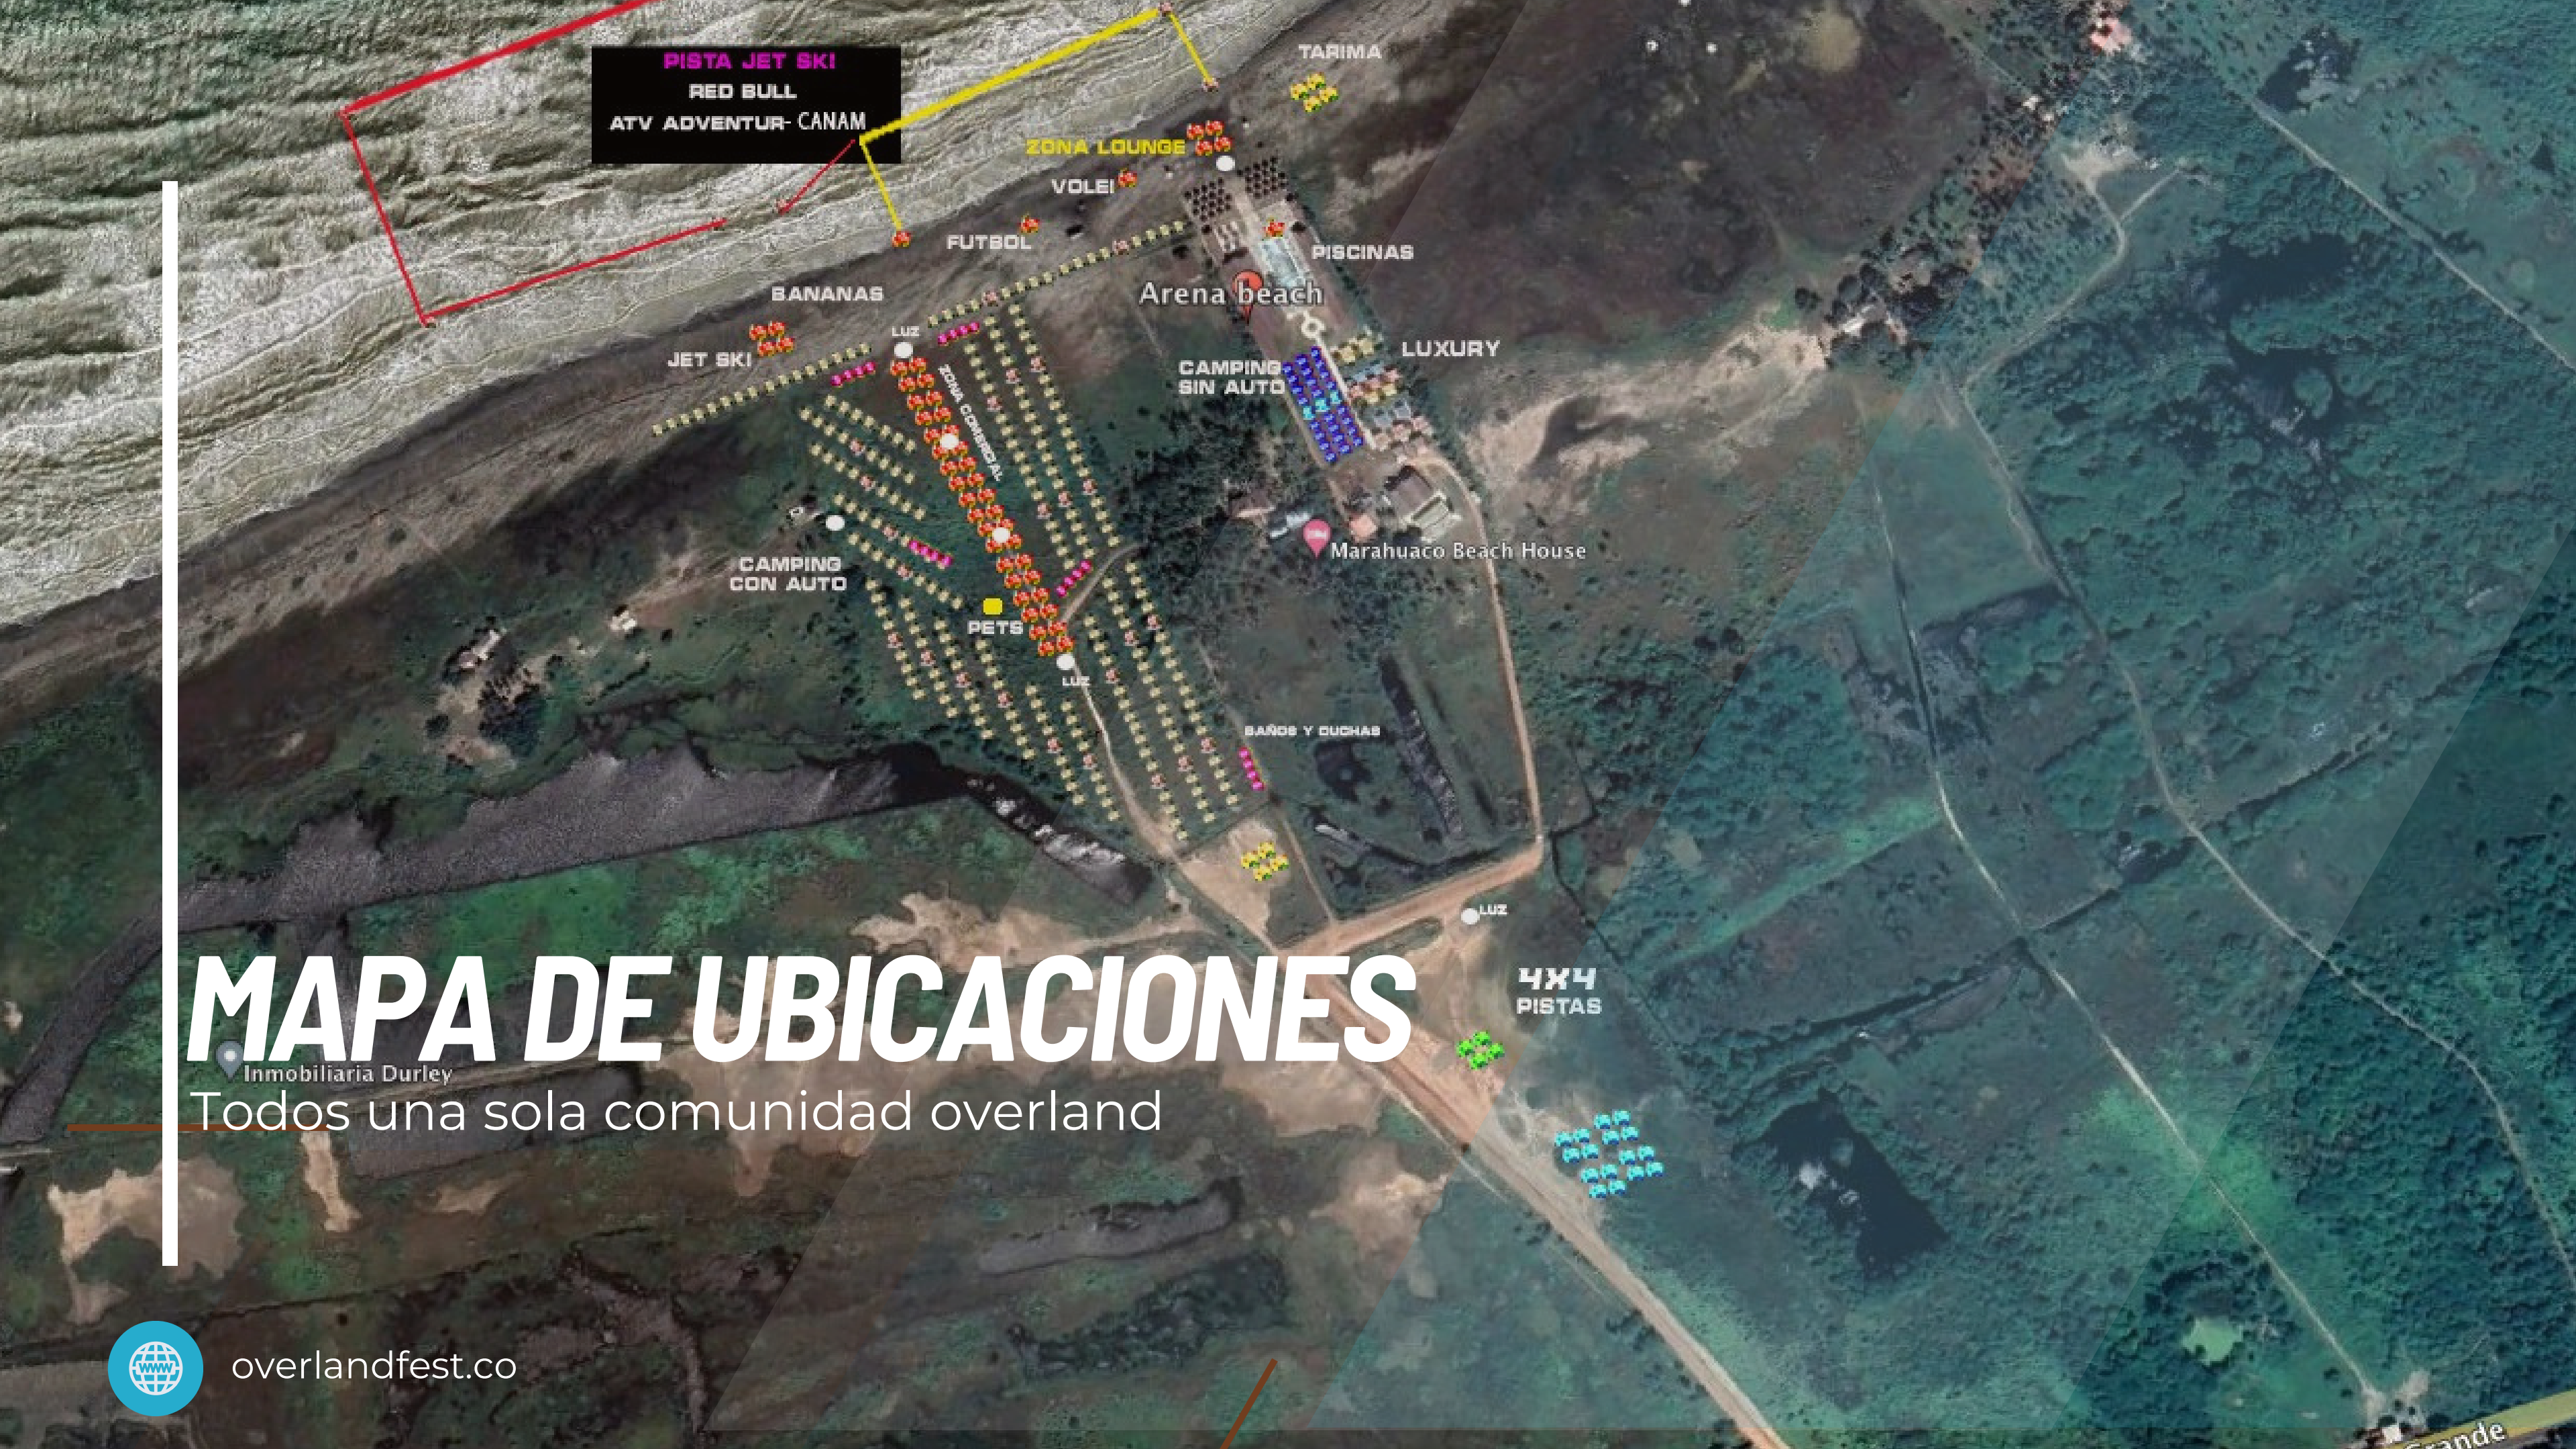 PISTA JET SKI
RED BULL
ATV ADVENTUR- CANAM
TARIMA
ZONA LOUNGE
VOLEI
FUTBOL
PISCINAS
BANANAS
Arena beach
LUZ
JET SKI
LUXURY
CAMPING
SIN AUTO
ZONA COMERCIAL
Marahuaco Beach House
CAMPING
CON AUTO
PETS
LUZ
BAÑOS Y DUCHAS
LUZ
4X4
PISTAS
MAPA DE UBICACIONES
Inmobiliaria Durley
Todos una sola comunidad overland
www
overlandfest.co